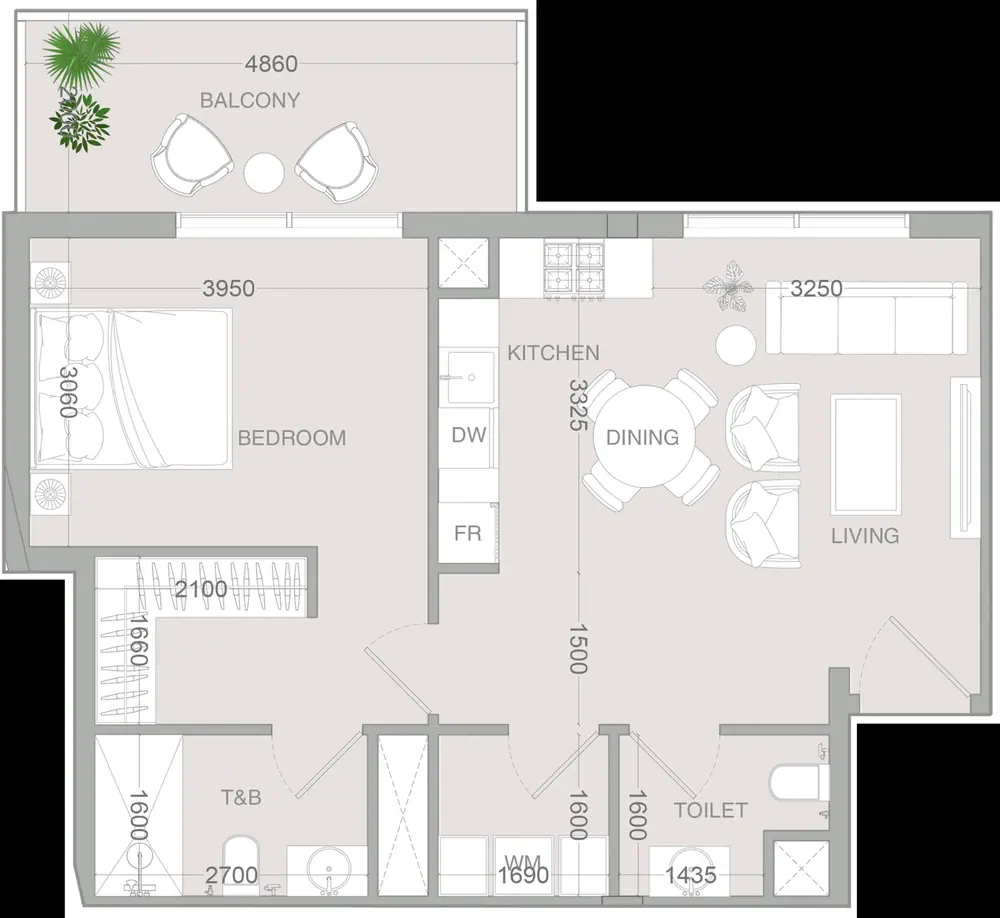 4860
BALCONY
3950
3250
KITCHEN
3060
3325
BEDROOM
DW
DINING
FR
LIVING
2100
1660
1500
T&B
1600
1600
1600
TOILET
WM
2700
1690
1435